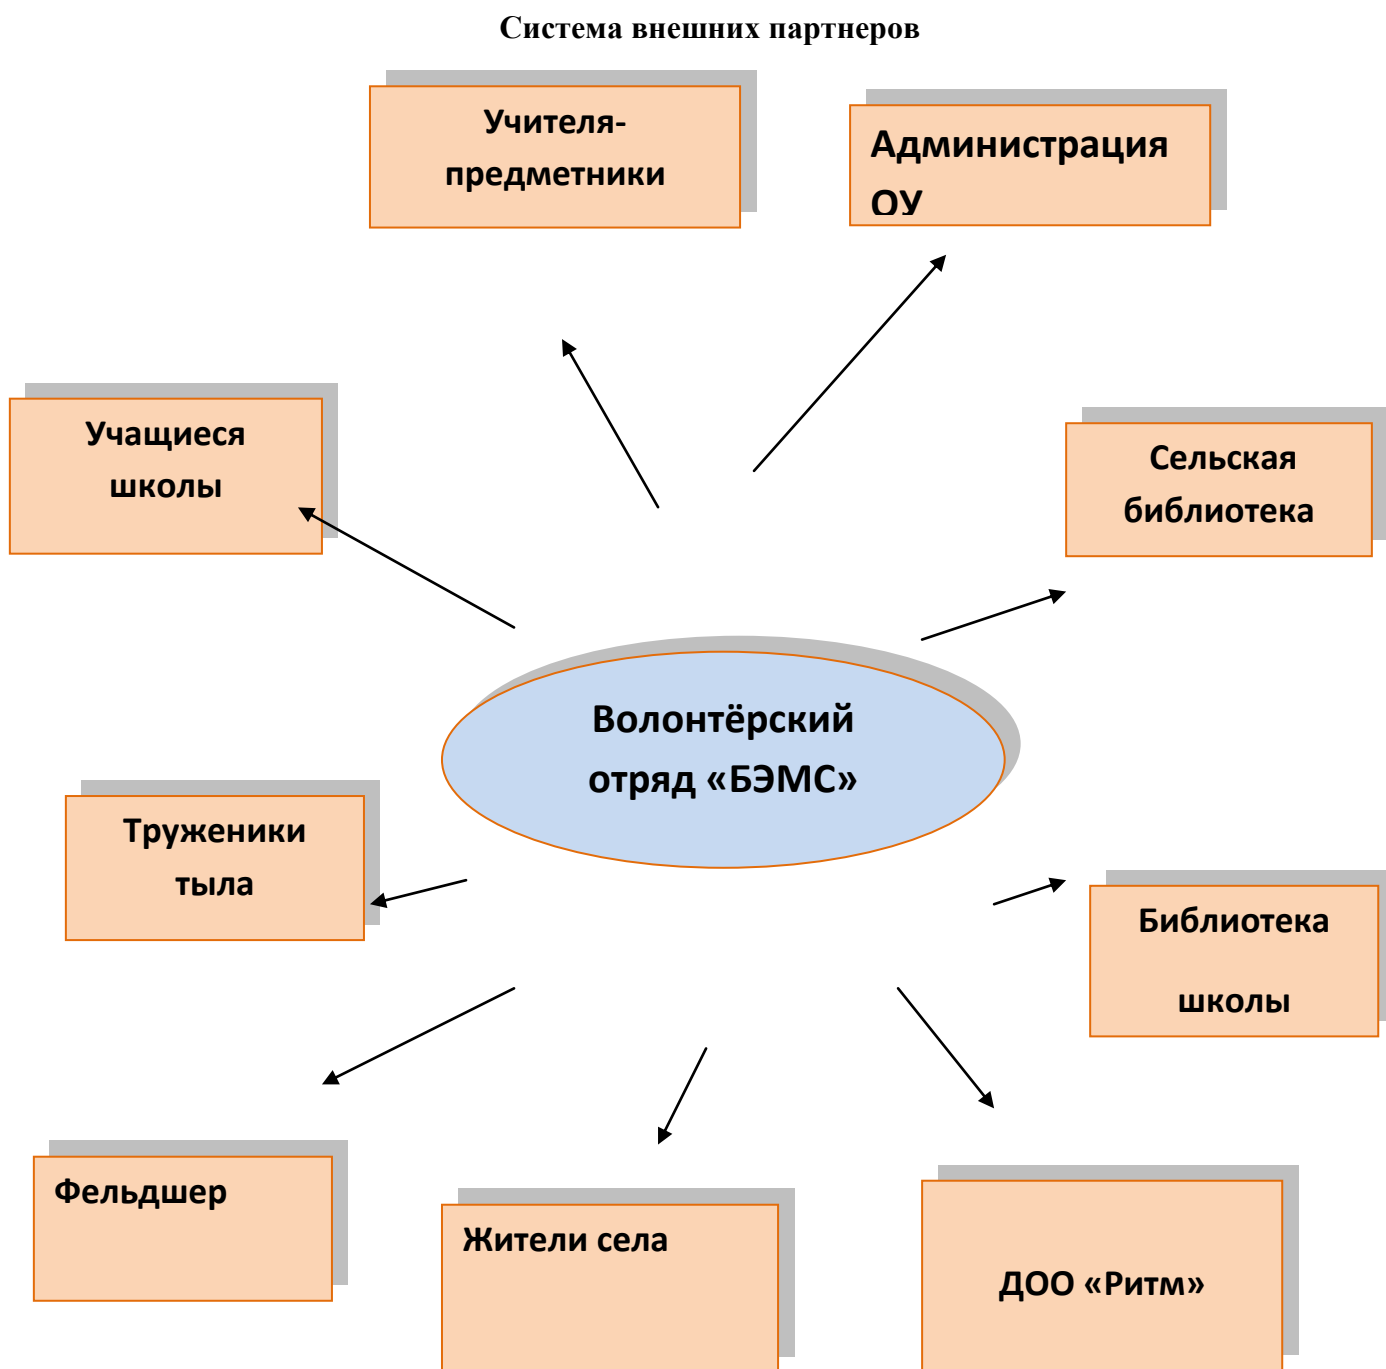 Система внешних партнеров
Учителя-
предметники
Администрация
ОУ
Учащиеся
школы
Сельская
библиотека
Волонтёрский
отряд «БЭМС»
Труженики
тыла
Библиотека
школы
Фельдшер
Жители села
ДОО «Ритм»